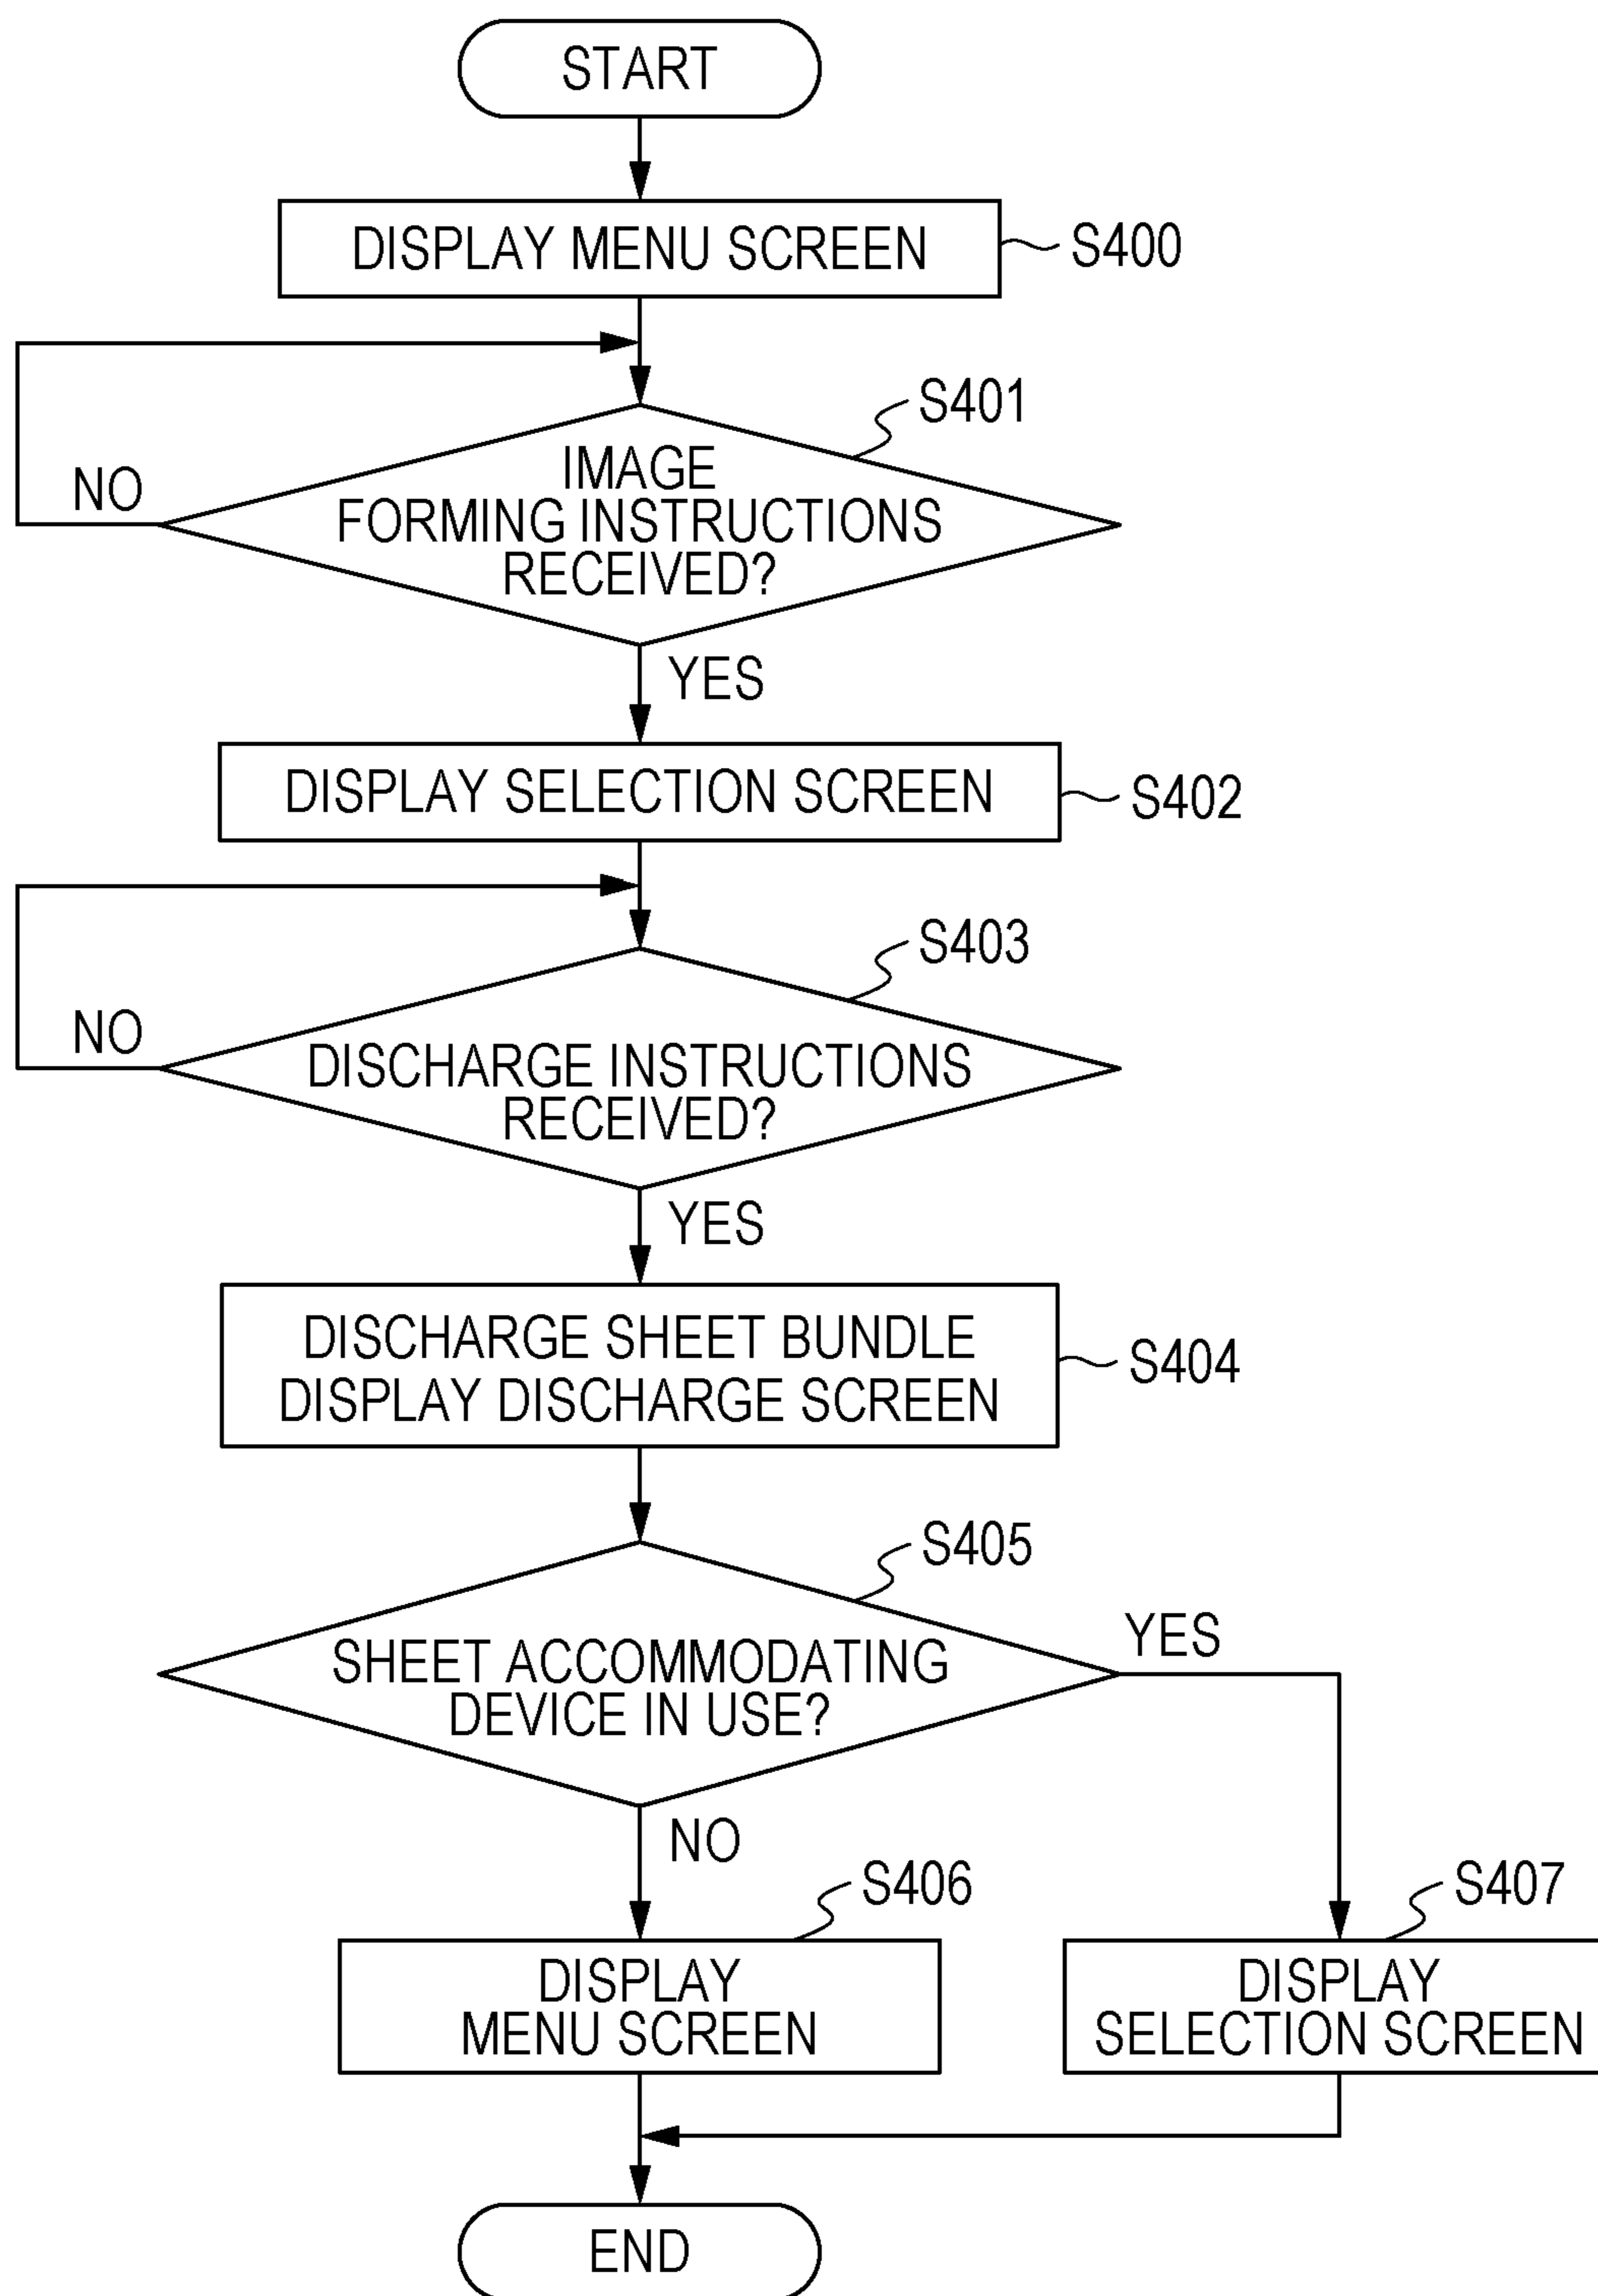 START
DISPLAY MENU SCREEN
S400
S401
IMAGE
FORMING INSTRUCTIONS
RECEIVED?
NO
YES
DISPLAY SELECTION SCREEN
S402
S403
DISCHARGE INSTRUCTIONS
RECEIVED?
NO
YES
DISCHARGE SHEET BUNDLE
DISPLAY DISCHARGE SCREEN
S404
S405
SHEET ACCOMMODATING
DEVICE IN USE?
YES
NO
S406
DISPLAY
MENU SCREEN
S407
DISPLAY
SELECTION SCREEN
END